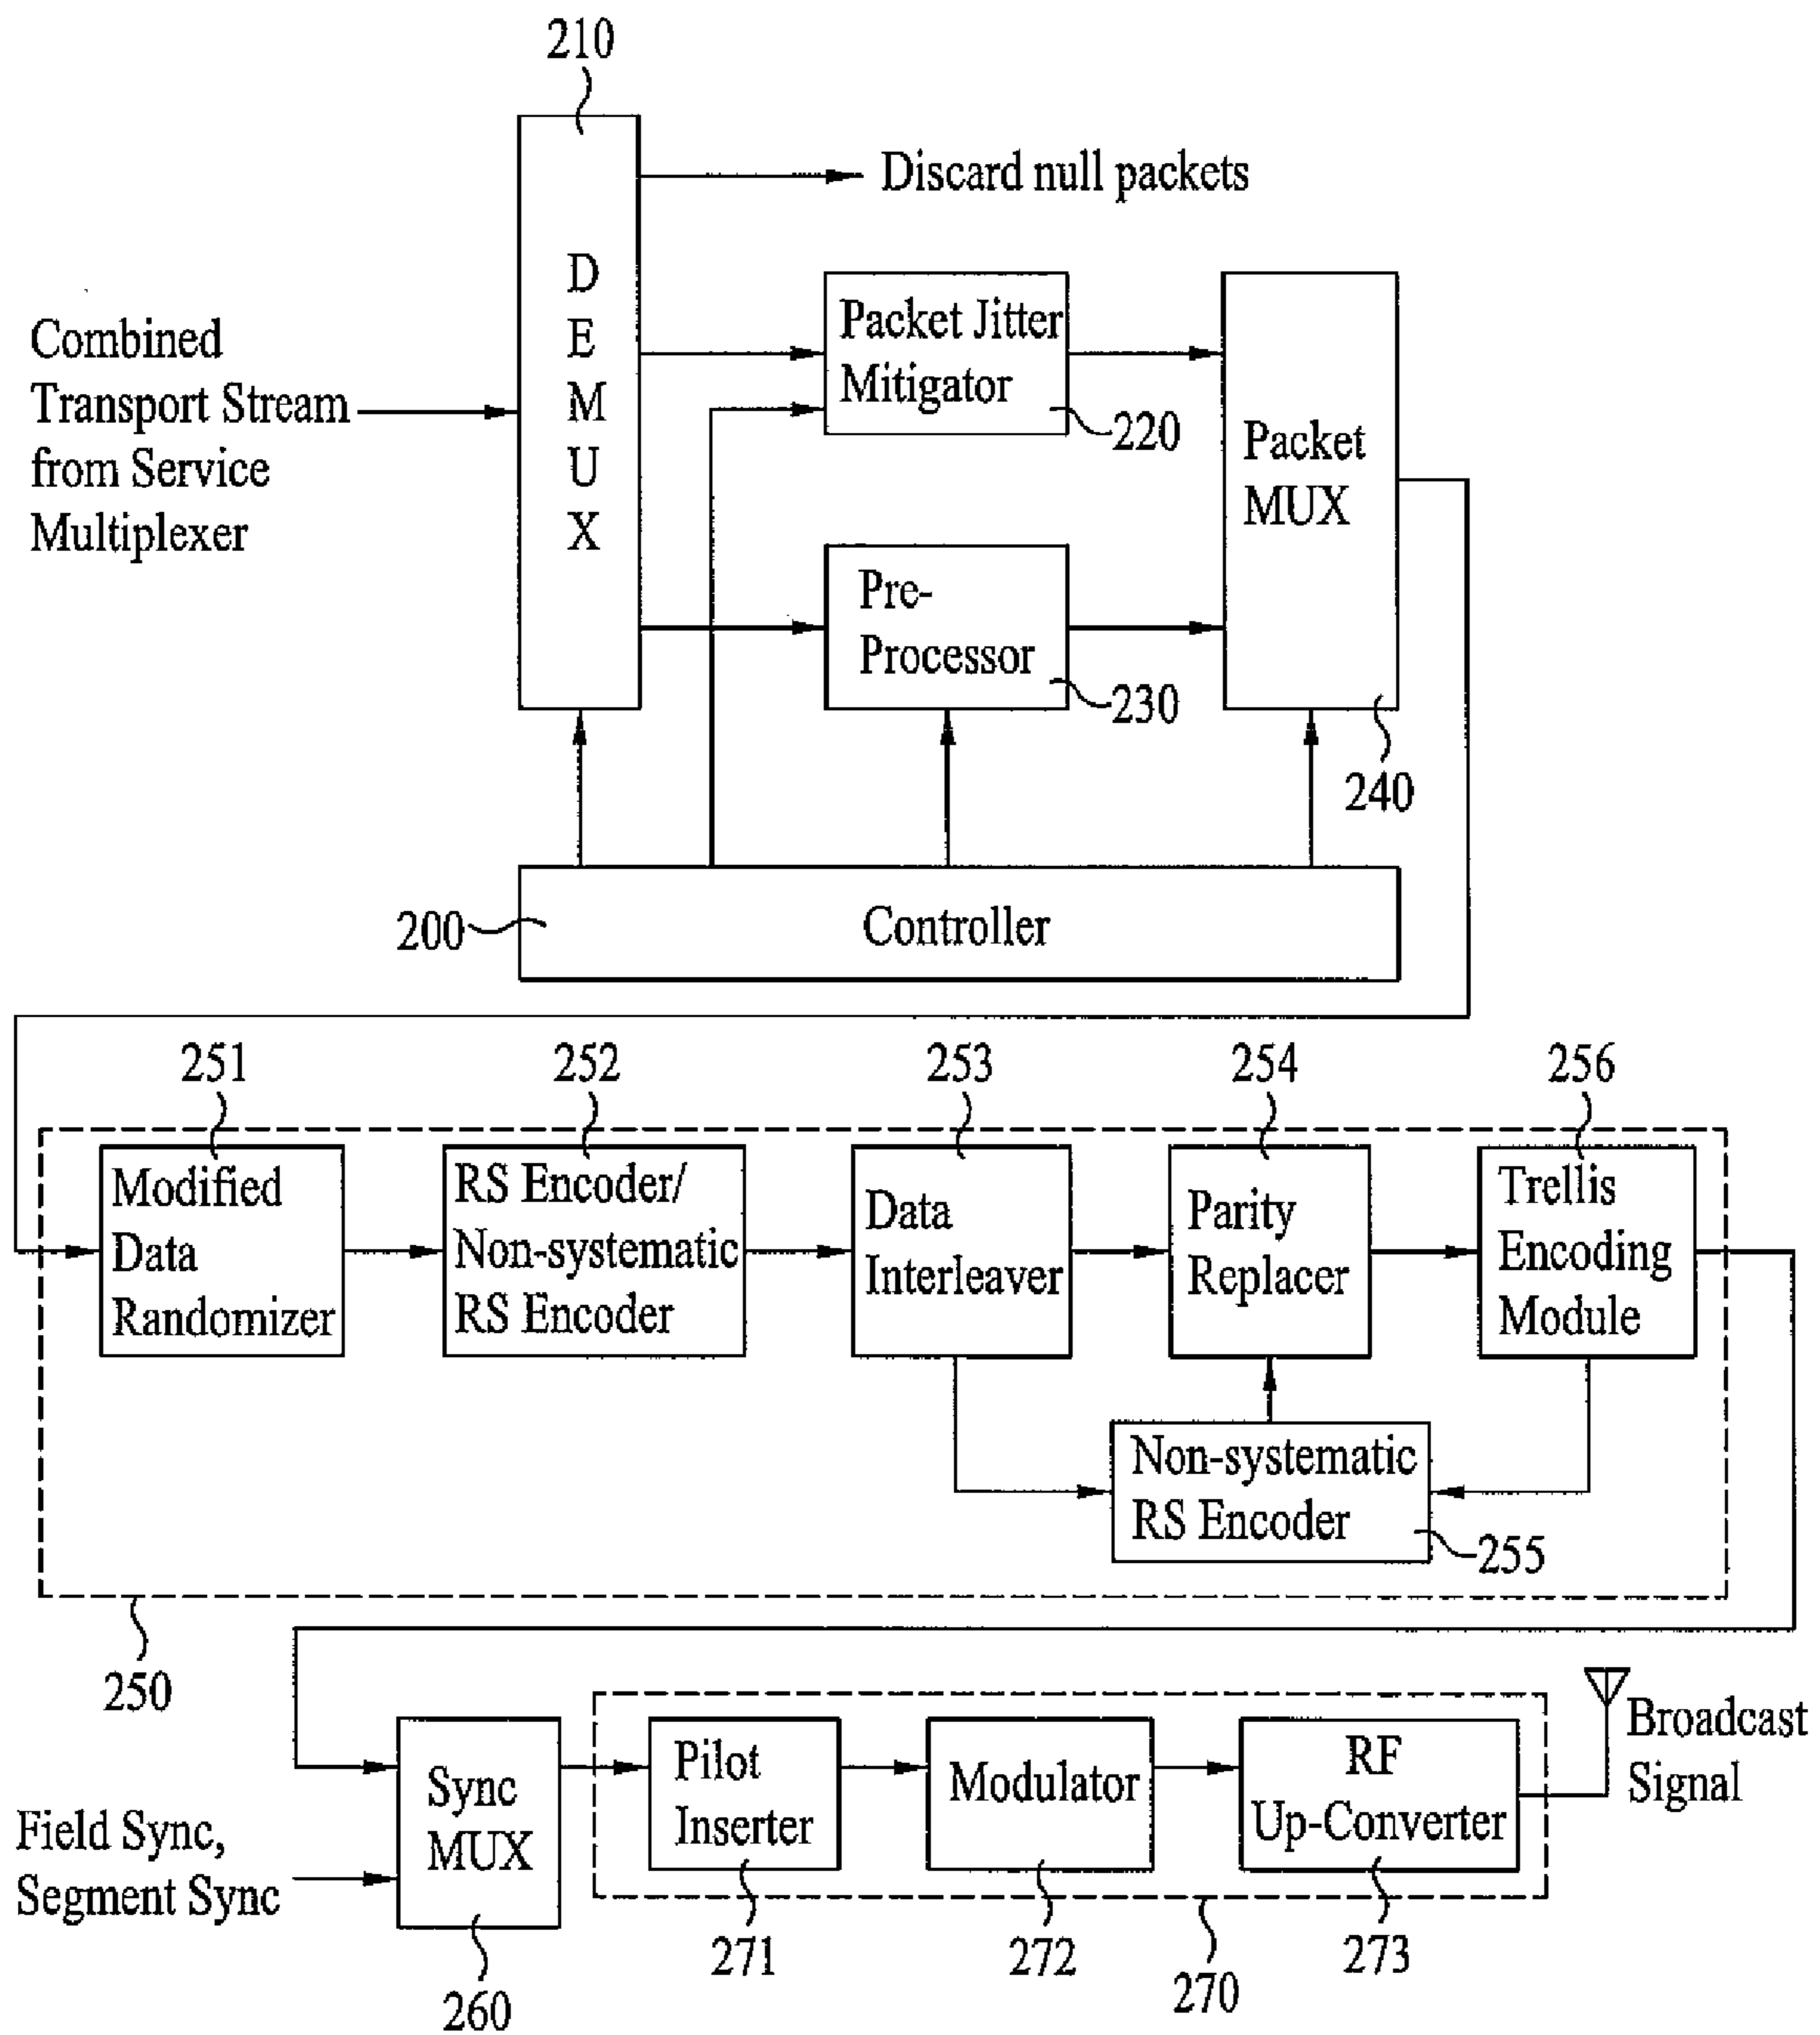 210
Discard null packets
D
E
M
U
X
Combined
Transport Stream
from Service
Multiplexer
Packet Jitter
Mitigator
220
Packet
MUX
Pre-
Processor
230
240
200
Controller
251
252
253
254
256
Modified
Data
Randomizer
RS Encoder/
Non-systematic
RS Encoder
Data
Interleaver
Parity
Replacer
Trellis
Encoding
Module
Non-systematic
RS Encoder
255
250
Field Sync,
Segment Sync
Sync
MUX
Pilot
Inserter
Modulator
RF
Up-Converter
Broadcast
Signal
260
271
272
270
273